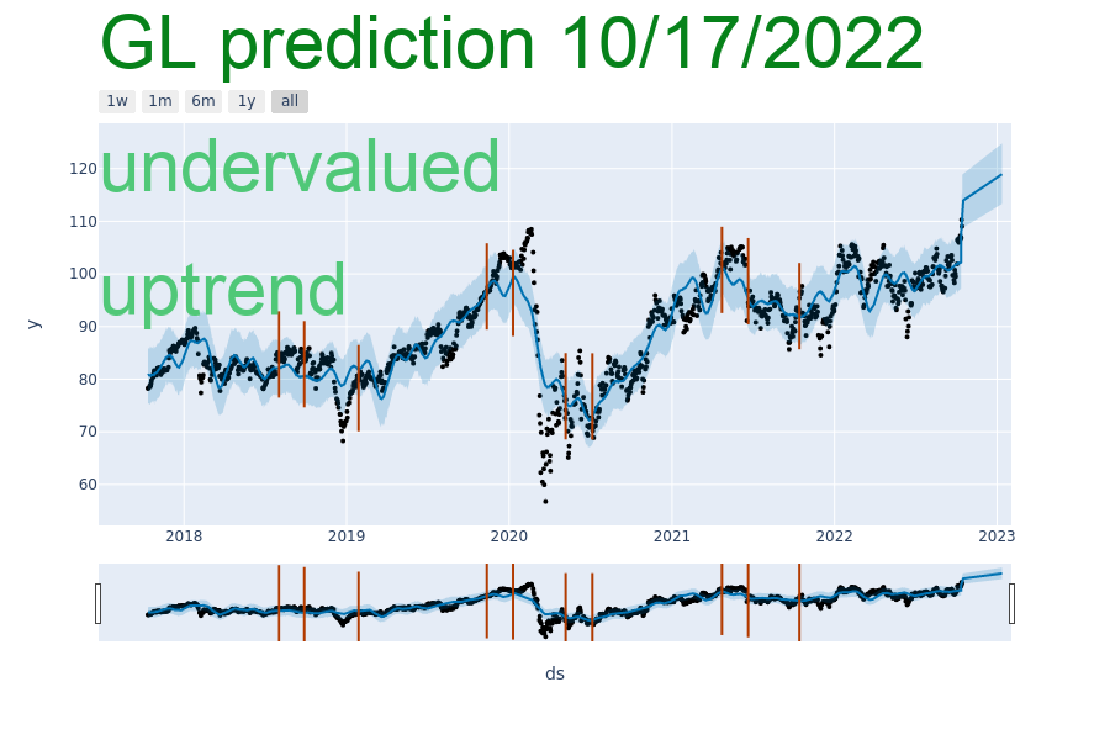 GL prediction 10/17/2022
1w 1m 6m 1y all
undervalued
uptrend
120
110
100
90
80
70
60
y
2018 2019 2020 2021 2022 2023
ds